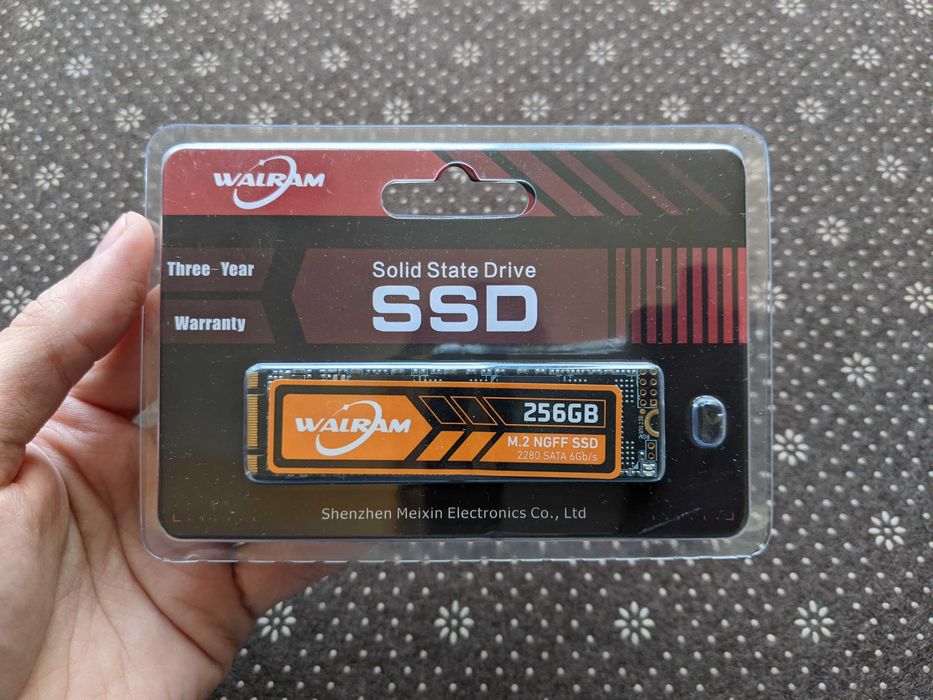 WALRAM
Three-Year
Warranty
Solid State Drive
SSD
WALRAM
256GB
M.2 NGFF SSD
2280 SATA 6Gb/s
Shenzhen Meixin Electronics Co., Ltd